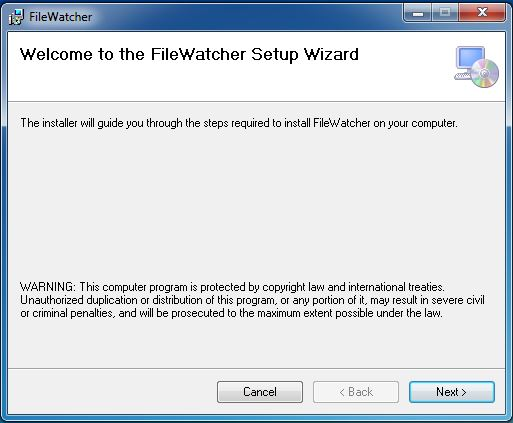 FileWatcher
Welcome to the FileWatcher Setup Wizard
The installer will guide you through the steps required to install FileWatcher on your computer.
WARNING: This computer program is protected by copyright law and international treaties.
Unauthorized duplication or distribution of this program, or any portion of it, may result in severe civil
or criminal penalties, and will be prosecuted to the maximum extent possible under the law.
Cancel
< Back
Next >